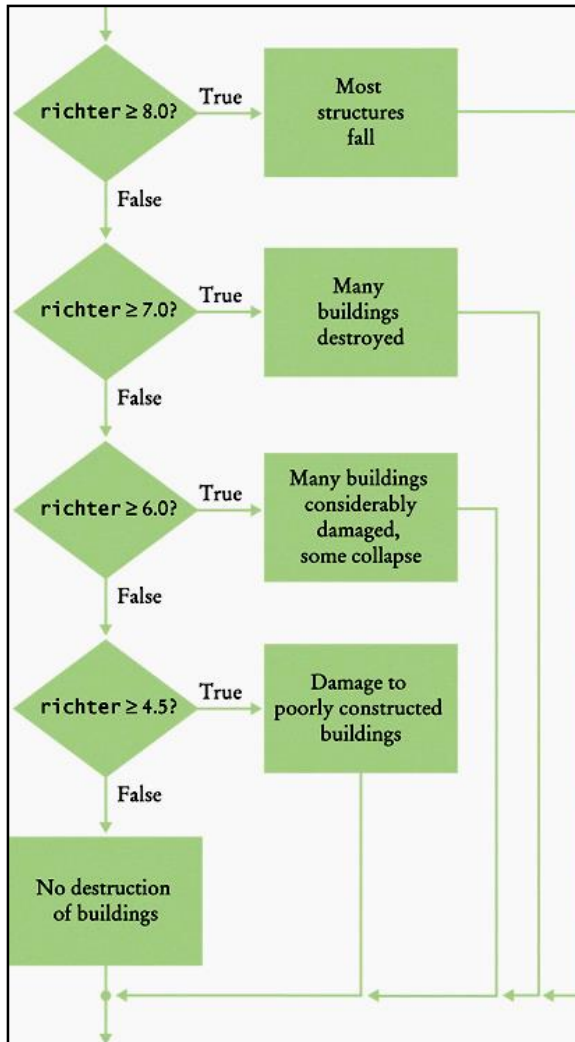 richter ≥ 8.0?
True
Most
structures
fall
False
richter ≥ 7.0?
True
Many
buildings
destroyed
False
richter ≥ 6.0?
True
Many buildings
considerably
damaged,
some collapse
False
richter ≥ 4.5?
True
Damage to
poorly constructed
buildings
False
No destruction
of buildings